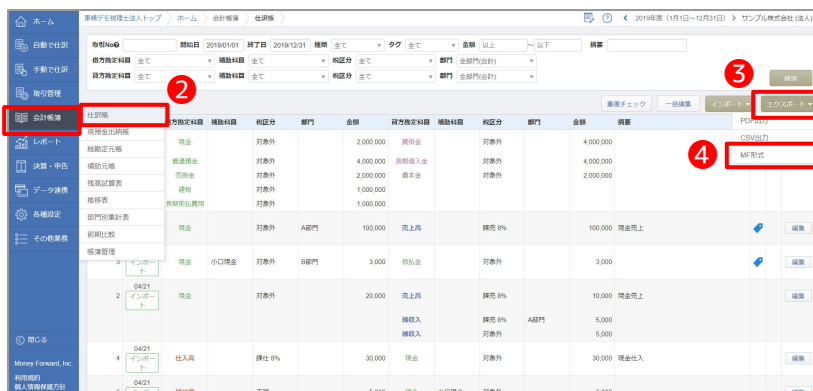 ホーム
東嶋デモ税理士法人トップ 〉 ホーム 〉 会計帳簿 〉 仕訳帳
? < 2019年度 (1月1日〜12月31日) > サンプル株式会社 (法人)
自動で仕訳
手動で仕訳
取引管理
会計帳簿
レポート
決算・申告
データ連携
各種設定
その他業務
閉じる
Money Forward, Inc.
利用規約
個人情報保護方針
取引No 開始日 2019/01/01 終了日 2019/12/31 種類 全て タグ 全て 金額 以上 〜 以下 摘要
借方勘定科目 全て 補助科目 全て 税区分 全て 部門 全部門(合計)
貸方勘定科目 全て 補助科目 全て 税区分 全て 部門 全部門(合計)
検索
2
3
4
重複チェック 一括編集 インポート エクスポート
PDF出力
CSV出力
MF形式
仕訳帳
現預金出納帳
総勘定元帳
補助元帳
残高試算表
推移表
部門別集計表
前期比較
帳簿管理
借方勘定科目 補助科目 税区分 部門 金額 貸方勘定科目 補助科目 税区分 部門 金額 摘要
現金 対象外 2,000,000 買掛金 対象外 4,000,000
普通預金 対象外 4,000,000 長期借入金 対象外 4,000,000
売掛金 対象外 2,000,000 資本金 対象外 2,000,000
建物 対象外 1,000,000
長期前払費用 対象外 1,000,000
現金 対象外 A部門 100,000 売上高 課売 8% 100,000 現金売上 編集
3 インポート 現金 小口現金 対象外 B部門 3,000 仮払金 対象外 3,000 編集
04/21
2 インポート 現金 対象外 20,000 売上高 課売 8% 10,000 現金売上 編集
雑収入 課売 8% A部門 5,000
雑収入 対象外 5,000
04/21
4 インポート 仕入高 課仕 8% 30,000 現金 対象外 30,000 現金仕入 編集
04/21